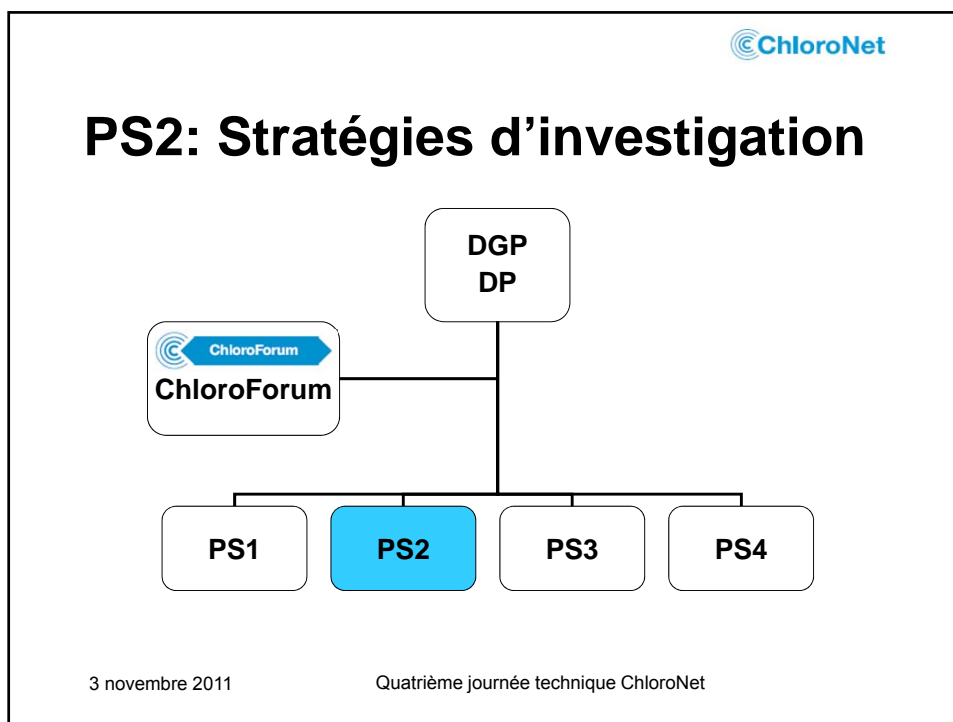 ChloroNet
PS2: Stratégies d'investigation
DGP
DP
ChloroForum
ChloroForum
PS1
PS2
PS3
PS4
3 novembre 2011
Quatrième journée technique ChloroNet